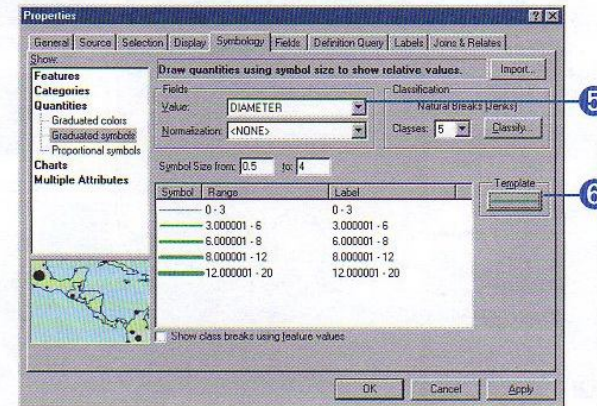 Properties
General Source Selection Display Symbology Fields Definition Query Labels Joins & Relates
Show:
Features
Categories
Quantities
Graduated colors
Graduated symbols
Proportional symbols
Charts
Multiple Attributes
Draw quantities using symbol size to show relative values.
Import...
Fields
Value: DIAMETER
Normalization: <NONE>
Classification
Natural Breaks (Jenks)
Classes: 5 Classify...
5
Symbol Size from: 0.5 to: 4
Symbol Range Label
0 - 3 0 - 3
3.000001 - 6 3.000001 - 6
6.000001 - 8 6.000001 - 8
8.000001 - 12 8.000001 - 12
12.000001 - 20 12.000001 - 20
Template
6
Show class breaks using feature values
OK Cancel Apply